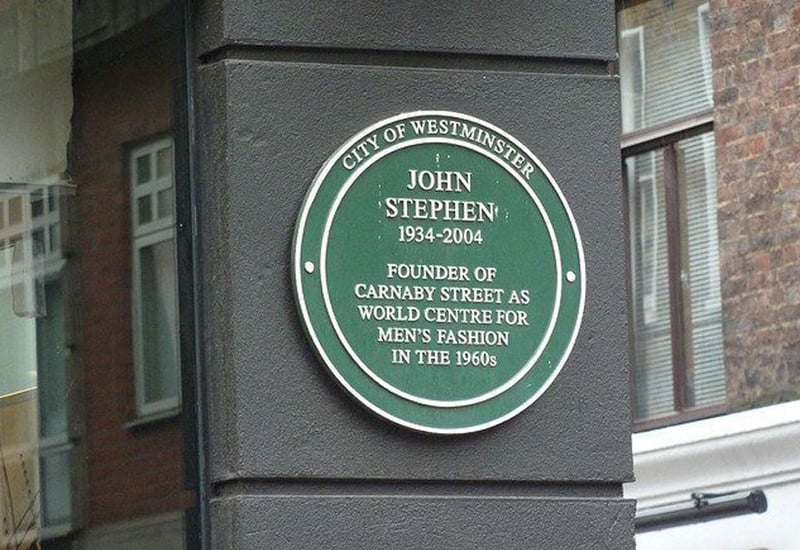 CITY OF WESTMINSTER
JOHN
STEPHEN
1934-2004
FOUNDER OF
CARNABY STREET AS
WORLD CENTRE FOR
MEN'S FASHION
IN THE 1960s